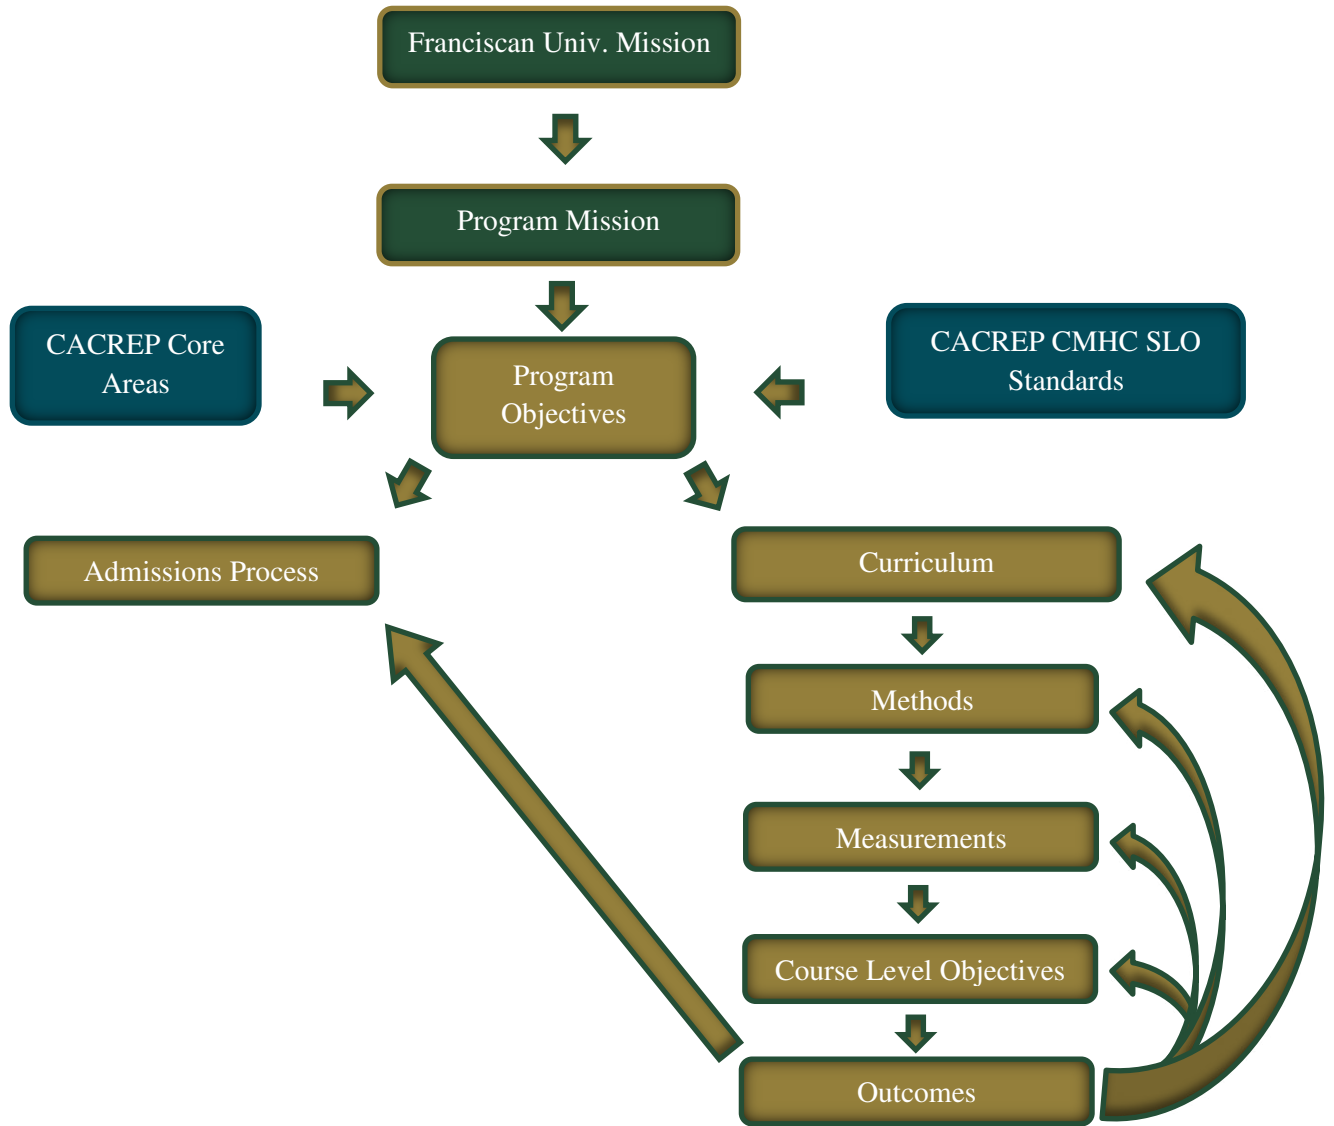 Franciscan Univ. Mission
Program Mission
CACREP Core
Areas
Program
Objectives
CACREP CMHC SLO
Standards
Admissions Process
Curriculum
Methods
Measurements
Course Level Objectives
Outcomes